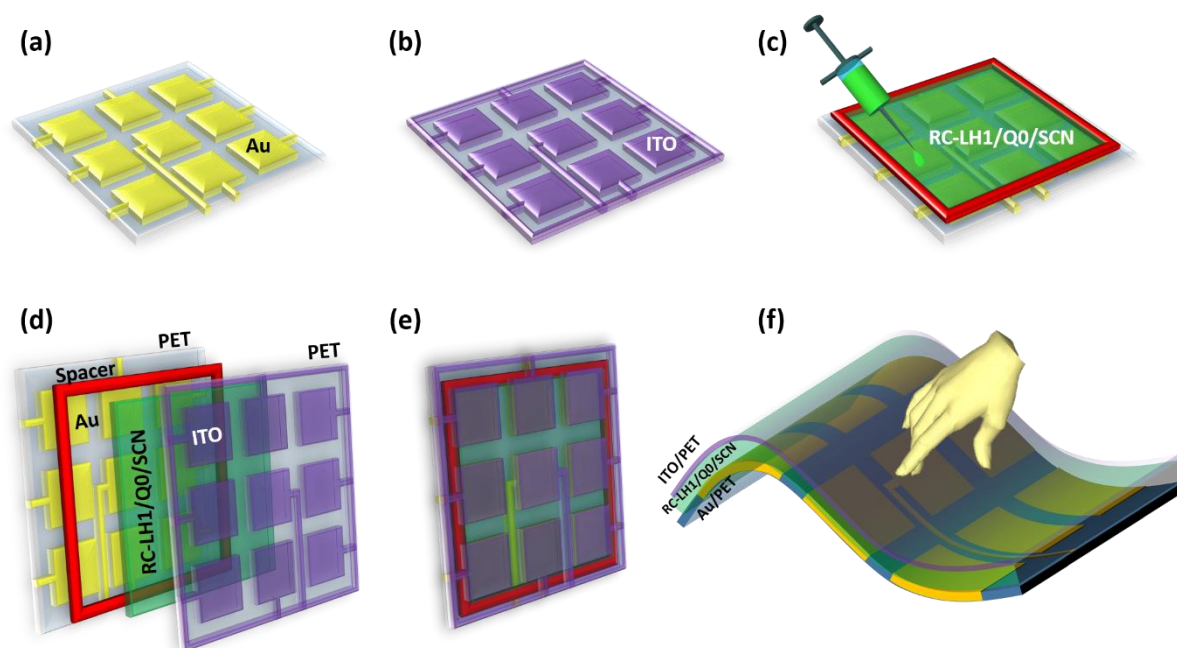 (a)
Au
(b)
ITO
(c)
RC-LH1/Q0/SCN
(d)
PET
Spacer
Au
RC-LH1/Q0/SCN
ITO
PET
(e)
(f)
ITO/PET
RC-LH1/Q0/SCN
Au/PET